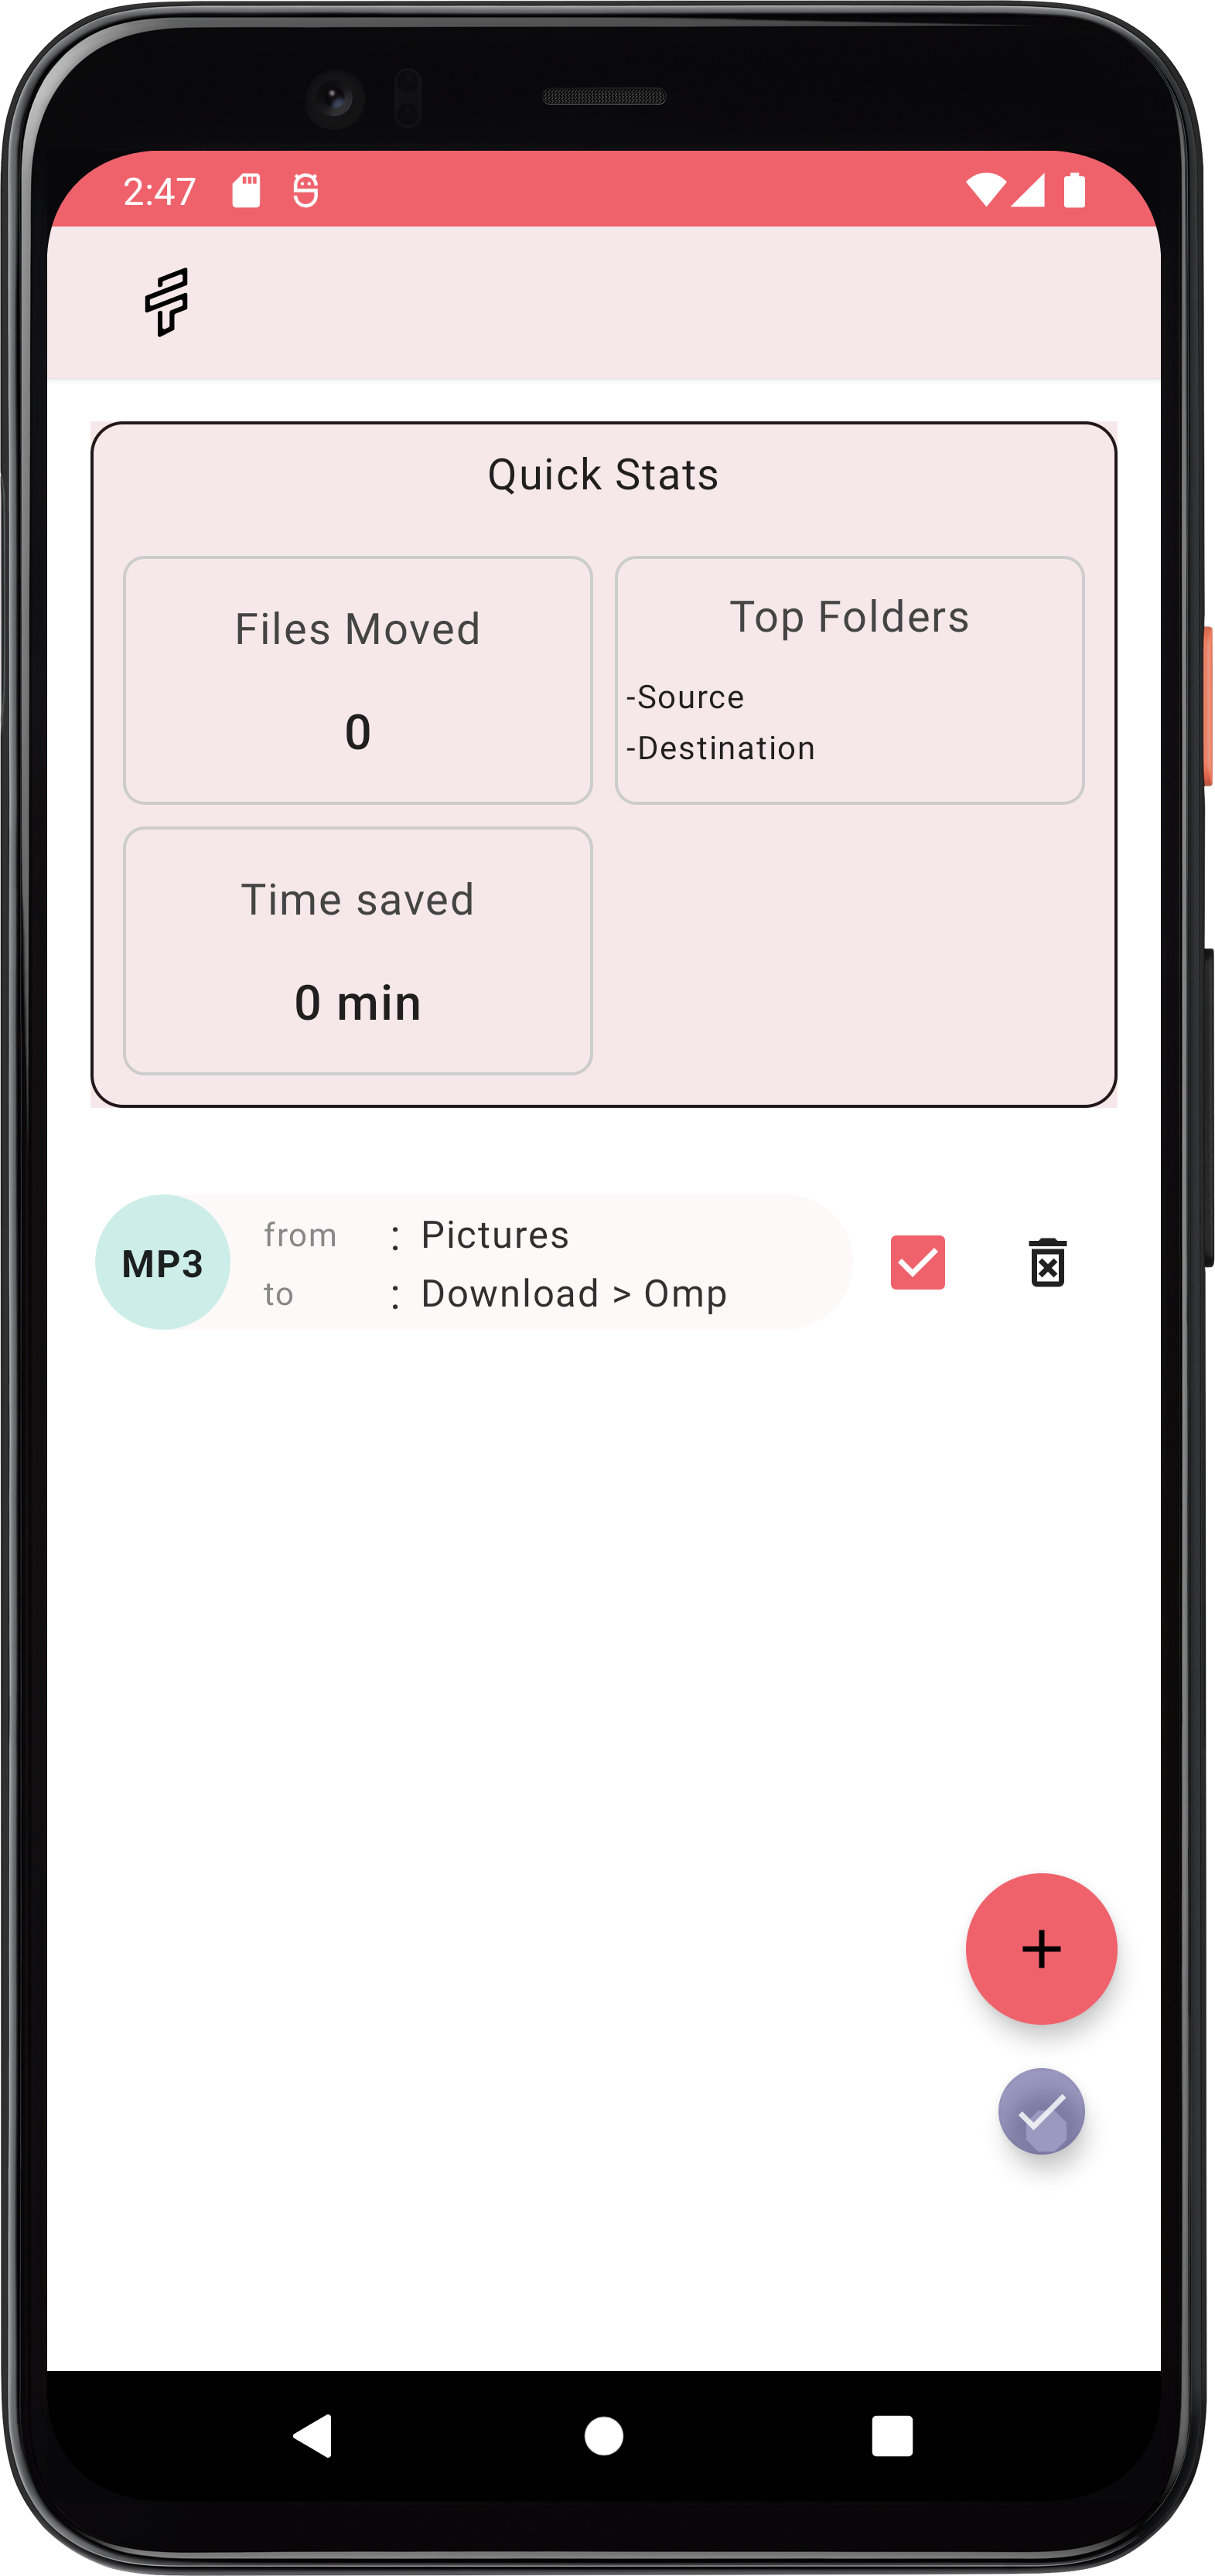 2:47
Quick Stats
Files Moved
0
Top Folders
-Source
-Destination
Time saved
0 min
MP3
from : Pictures
to : Download > Omp